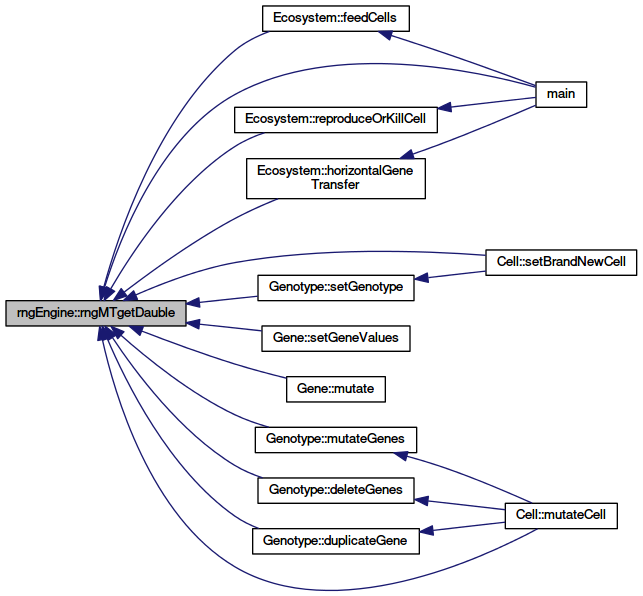 Ecosystem::feedCells
main
Ecosystem::reproduceOrKillCell
Ecosystem::horizontalGene
Transfer
Cell::setBrandNewCell
Genotype::setGenotype
rngEngine::rngMTgetDauble
Gene::setGeneValues
Gene::mutate
Genotype::mutateGenes
Genotype::deleteGenes
Cell::mutateCell
Genotype::duplicateGene